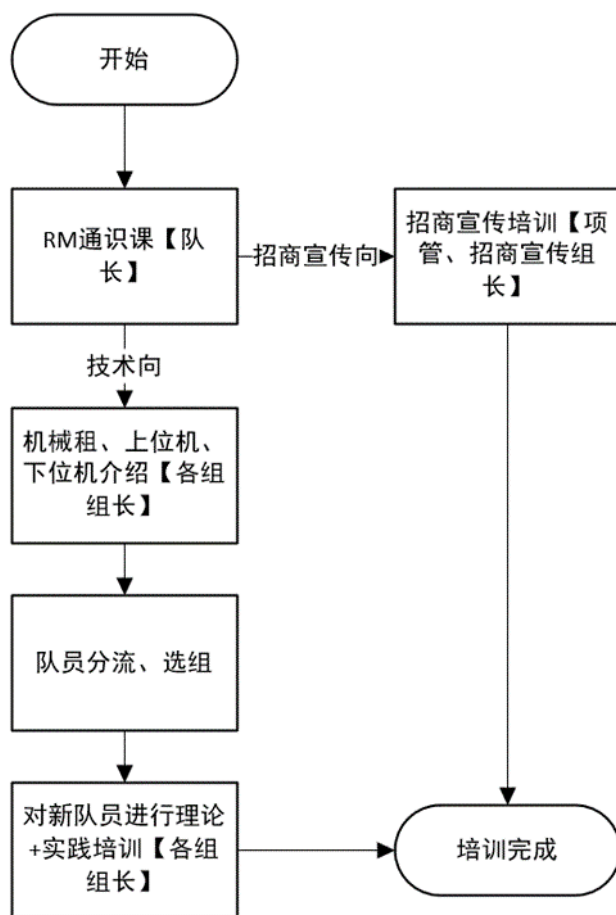 开始
RM通识课【队
长】
招商宣传向
招商宣传培训【项
管、招商宣传组
长】
技术向
机械租、上位机、
下位机介绍【各组
组长】
队员分流、选组
对新队员进行理论
+实践培训【各组
组长】
培训完成